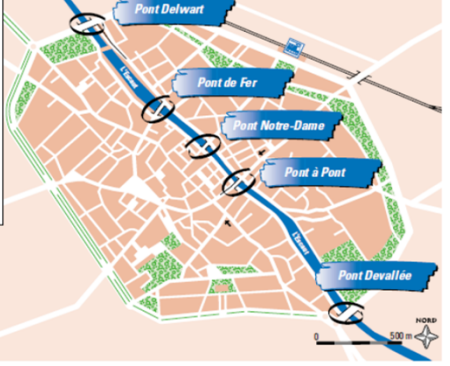 Pont Delwart
L'Escaut
Pont de Fer
Pont Notre-Dame
Pont à Pont
L'Escaut
Pont Devallée
NORD
0 500 m